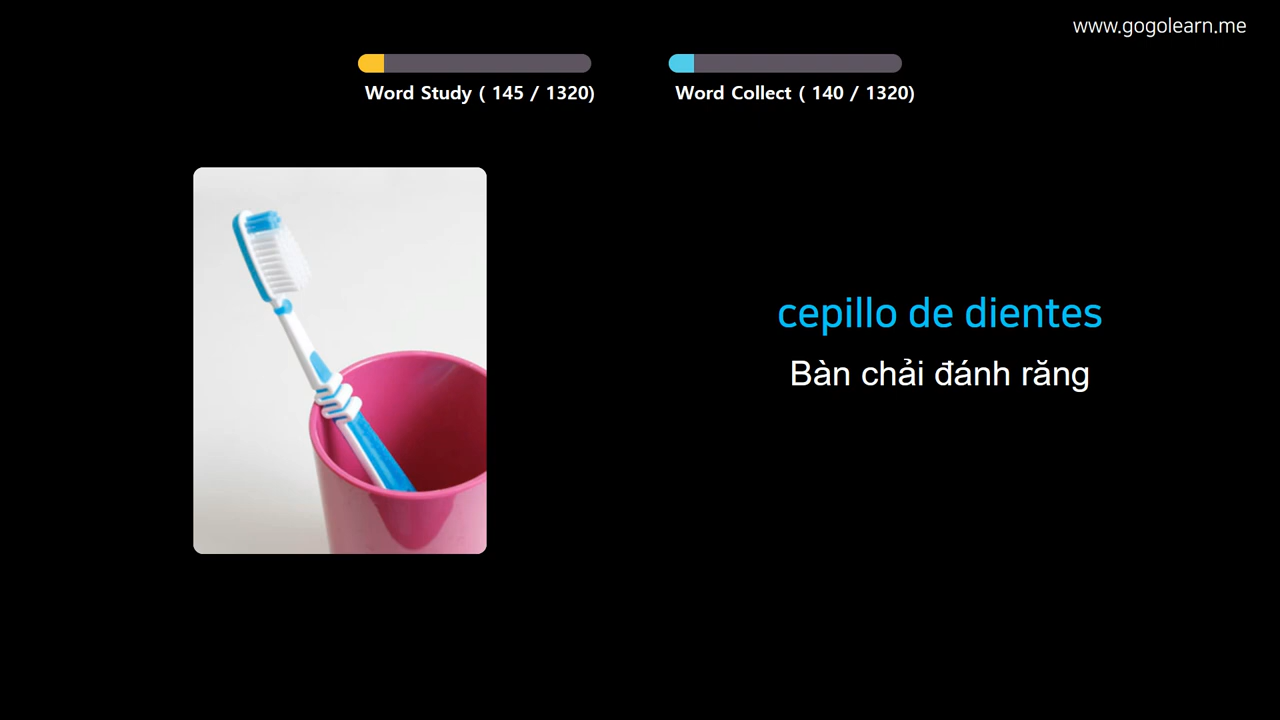 www.gogolearn.me
Word Study ( 145 / 1320)
Word Collect ( 140 / 1320)
cepillo de dientes
Bàn chải đánh răng